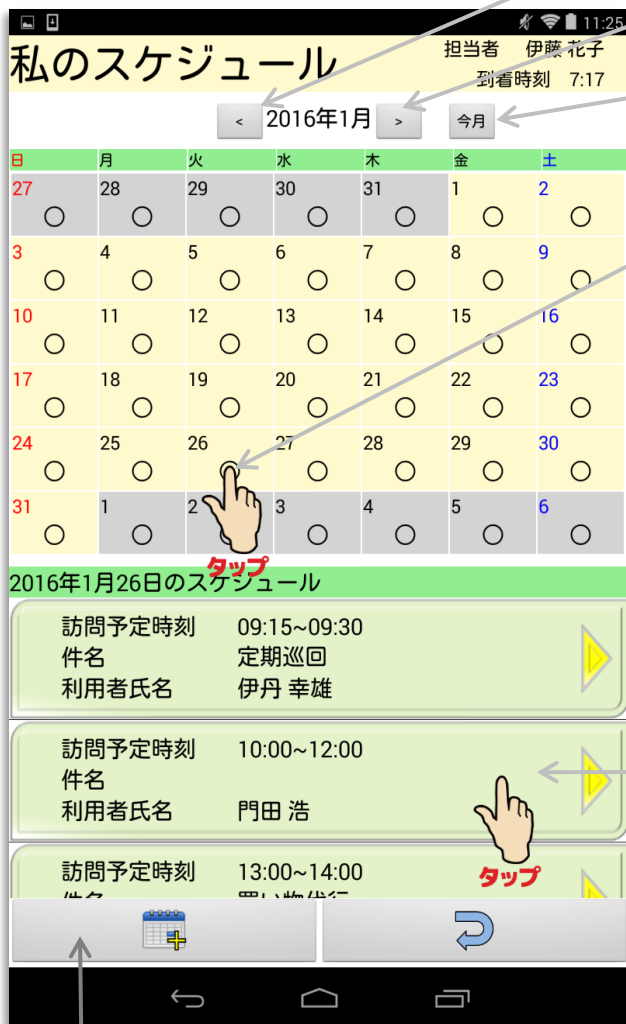 11:25
私のスケジュール
担当者 伊藤 花子
到着時刻 7:17
< 2016年1月 > 今月
日 月 火 水 木 金 土
27 28 29 30 31 1 2
3 4 5 6 7 8 9
10 11 12 13 14 15 16
17 18 19 20 21 22 23
24 25 26 27 28 29 30
31 1 2 3 4 5 6
タップ
2016年1月26日のスケジュール
訪問予定時刻 09:15~09:30
件名 定期巡回
利用者氏名 伊丹 幸雄
訪問予定時刻 10:00~12:00
件名
利用者氏名 門田 浩
タップ
訪問予定時刻 13:00~14:00
件名 買い物代行